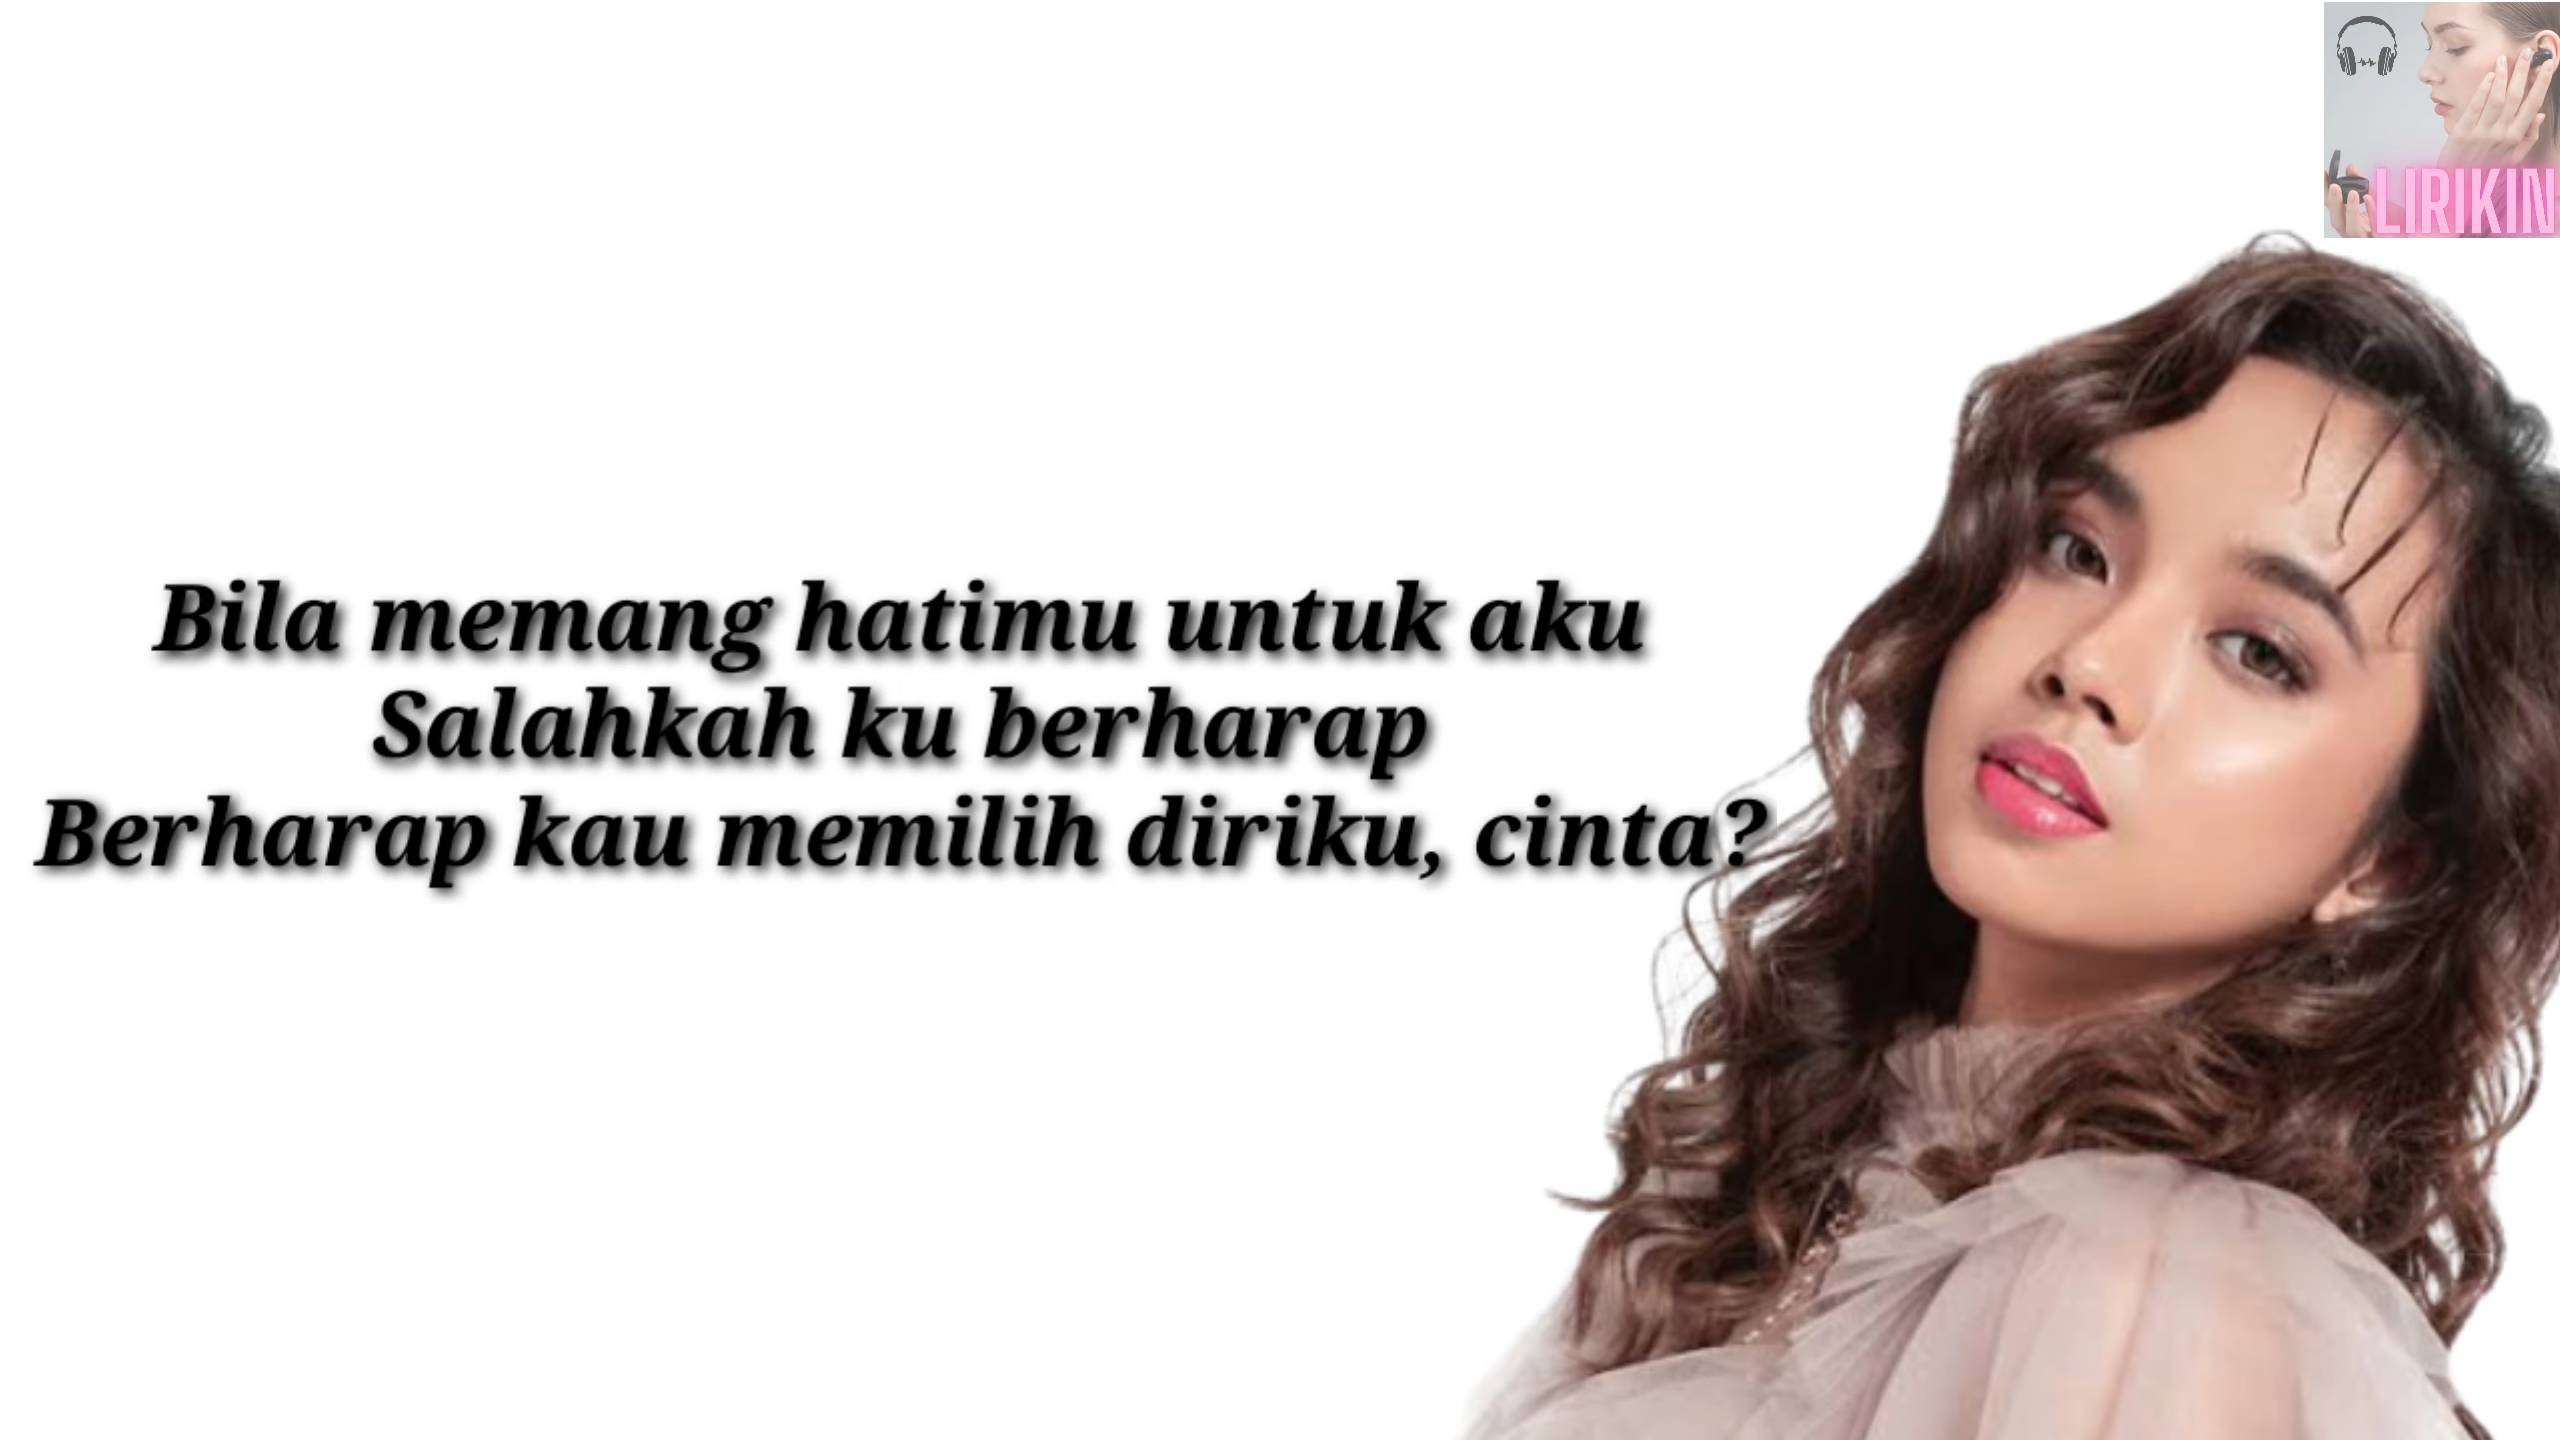 LIRIKIN
Bila memang hatimu untuk aku
Salahkah ku berharap
Berharap kau memilih diriku, cinta?